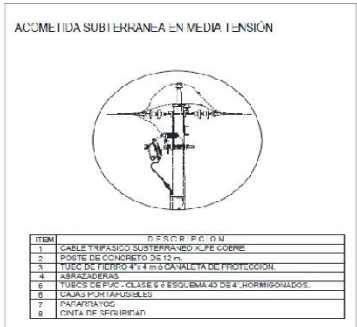 ACOMETIDA SUBTERRANEA EN MEDIA TENSIÓN
ITEM DESCRIPCION
1 CABLE TRIFASICO SUBTERRANEO XLPE COBRE
2 POSTE DE CONCRETO DE 12 m.
3 TUBO DE FIERRO 4"x 4 m ó CANALETA DE PROTECCION.
4 ABRAZADERAS
5 TUBOS DE PVC - CLASE 9 ó ESQUEMA 40 DE 4", HORMIGONADOS.
6 CAJAS PORTAFUSIBLES
7 PARARRAYOS
8 CINTA DE SEGURIDAD